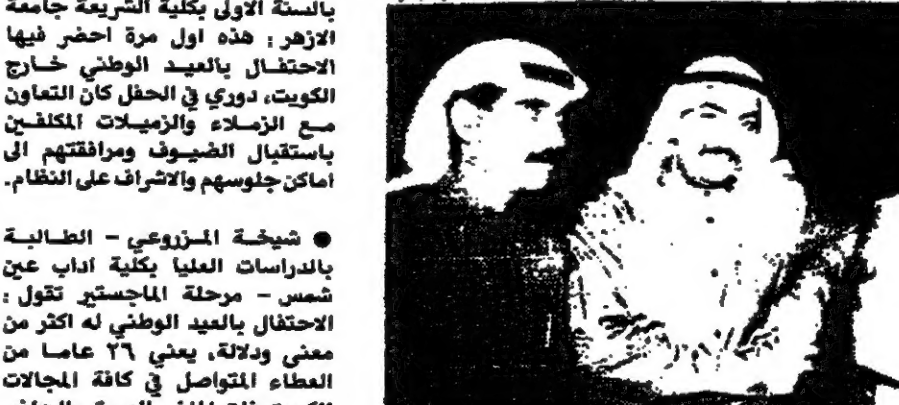 بالسنة الاولى بكلية الشريعة جامعة
الازهر : هذه اول مرة احضر فيها
الاحتفال بالعيد الوطني خارج
الكويت، دوري في الحفل كان التعاون
مع الزملاء والزميلات المكلفين
باستقبال الضيوف ومرافقتهم الى
اماكن جلوسهم والاشراف على النظام.
● شيخة المزروعي – الطالبة
بالدراسات العليا بكلية اداب عين
شمس – مرحلة الماجستير تقول :
الاحتفال بالعيد الوطني له اكثر من
معنى ودلالة، يعني ٢٦ عاما من
العطاء المتواصل في كافة المجالات